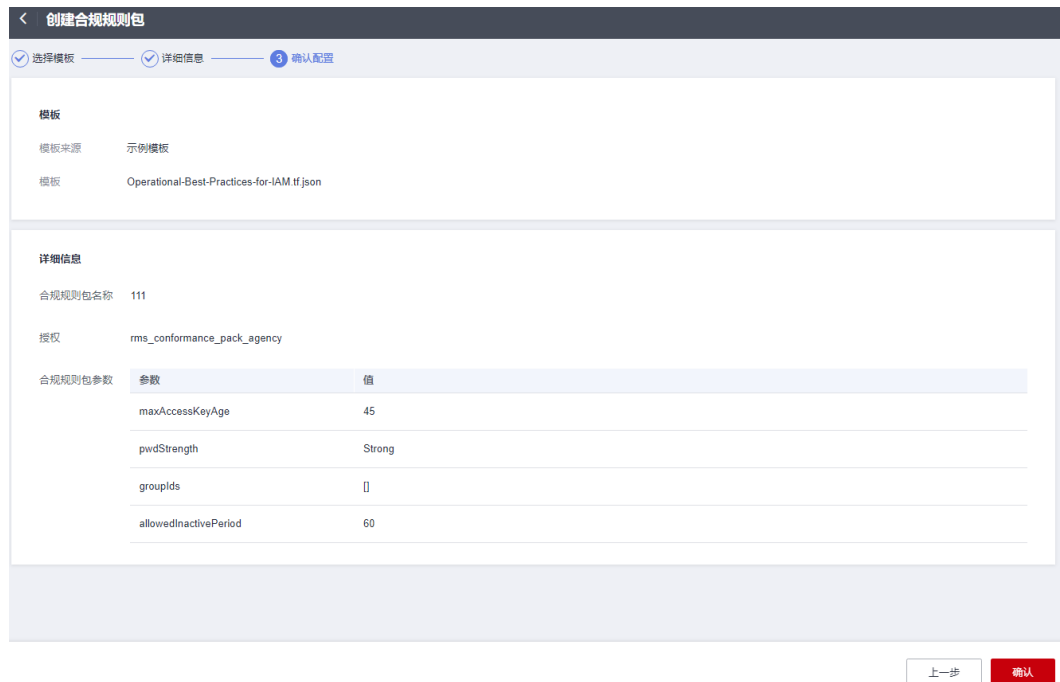 创建合规规则包
选择模板 详细信息 3 确认配置
模板
模板来源 示例模板
模板 Operational-Best-Practices-for-IAM.tf.json
详细信息
合规规则包名称 111
授权 rms_conformance_pack_agency
合规规则包参数 参数 值
maxAccessKeyAge 45
pwdStrength Strong
groupIds []
allowedInactivePeriod 60
上一步 确认